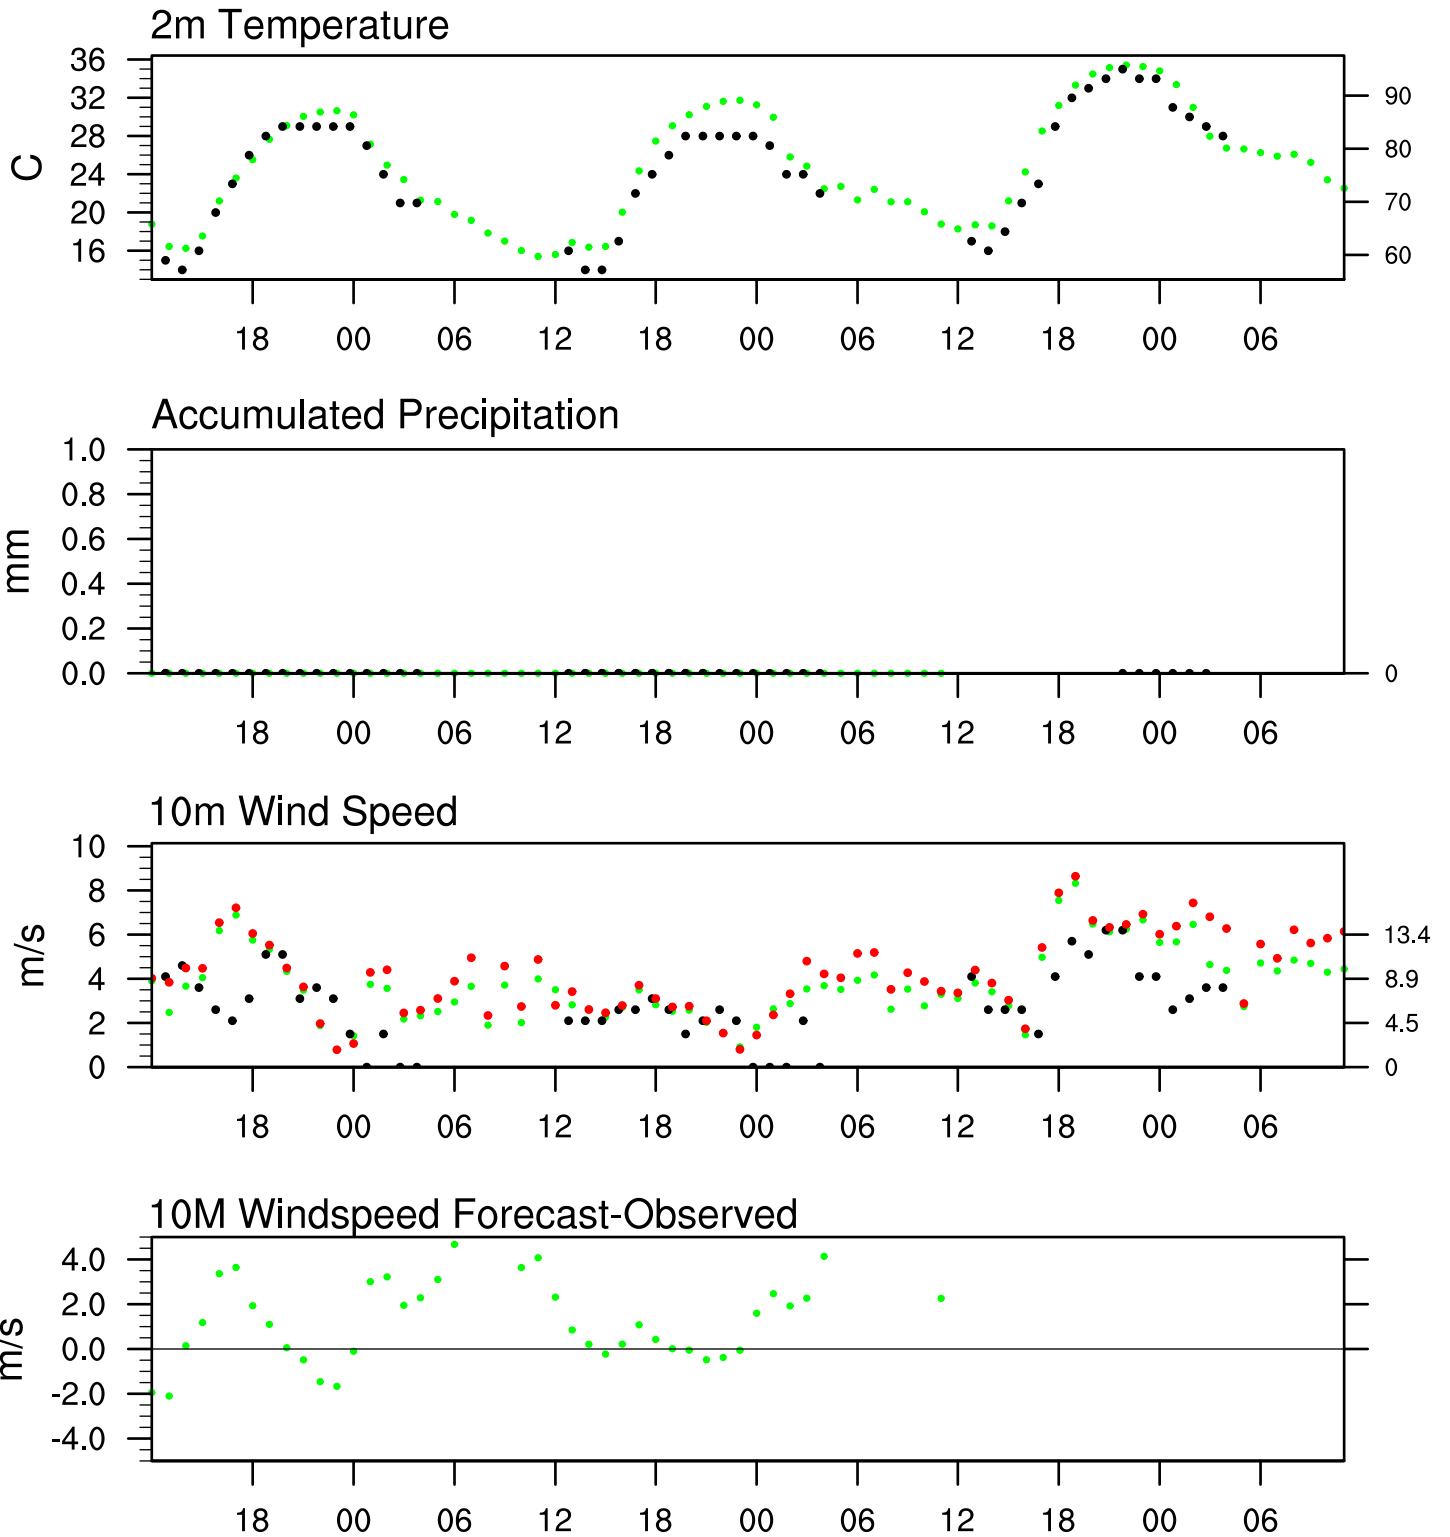 2m Temperature
36
32
28
24
20
16
C
90
80
70
60
18 00 06 12 18 00 06 12 18 00 06
Accumulated Precipitation
1.0
0.8
0.6
0.4
0.2
0.0
mm
0
18 00 06 12 18 00 06 12 18 00 06
10m Wind Speed
10
8
6
4
2
0
m/s
13.4
8.9
4.5
0
18 00 06 12 18 00 06 12 18 00 06
10M Windspeed Forecast-Observed
4.0
2.0
0.0
-2.0
-4.0
m/s
18 00 06 12 18 00 06 12 18 00 06